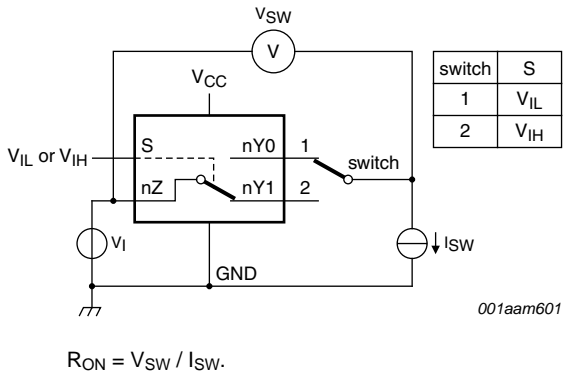 VSW
V
VCC
switch S
1 VIL
2 VIH
S
nY0
1
switch
VIL or VIH
nZ
nY1
2
VI
ISW
GND
001aam601
RON = VSW / ISW.